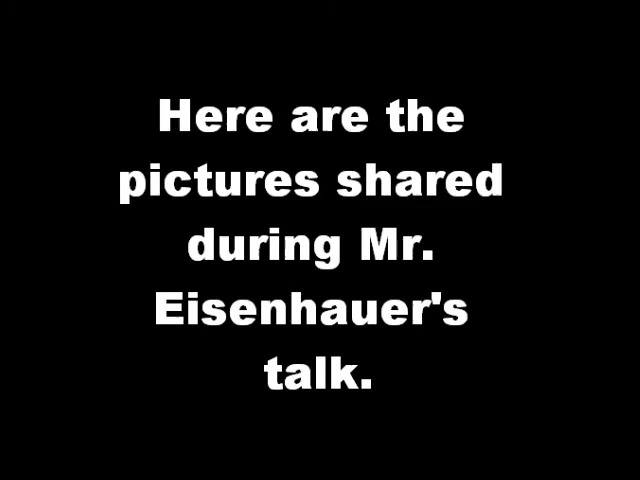 Here are the
pictures shared
during Mr.
Eisenhauer's
talk.